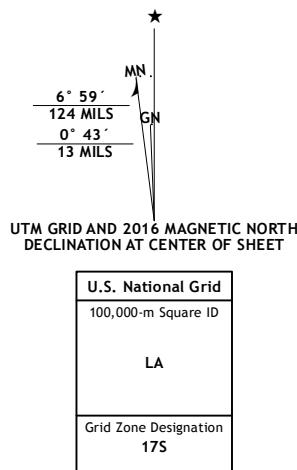 ★
MN
6° 59´
124 MILS
GN
0° 43´
13 MILS
UTM GRID AND 2016 MAGNETIC NORTH
DECLINATION AT CENTER OF SHEET
U.S. National Grid
100,000-m Square ID
LA
Grid Zone Designation
17S